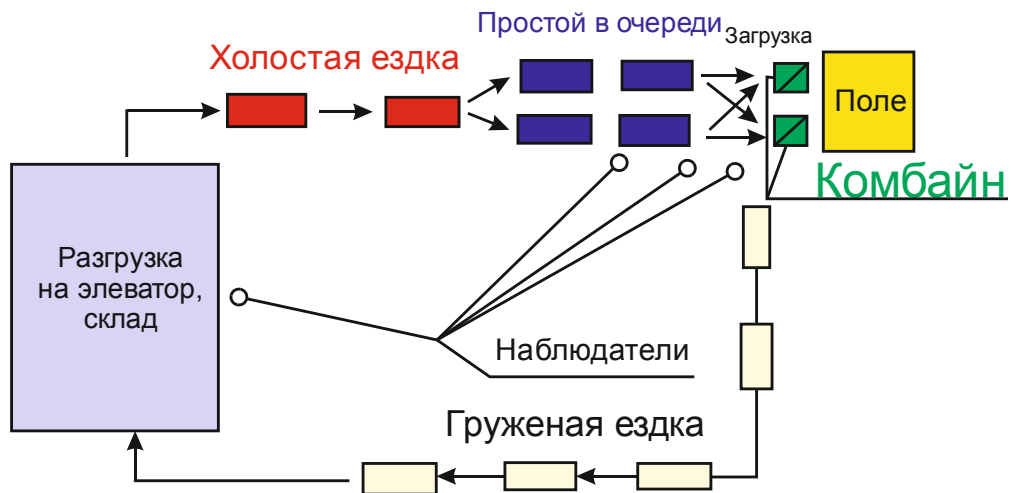 Простой в очереди
Загрузка
Холостая ездка
Поле
Комбайн
Разгрузка
на элеватор,
склад
Наблюдатели
Груженая ездка